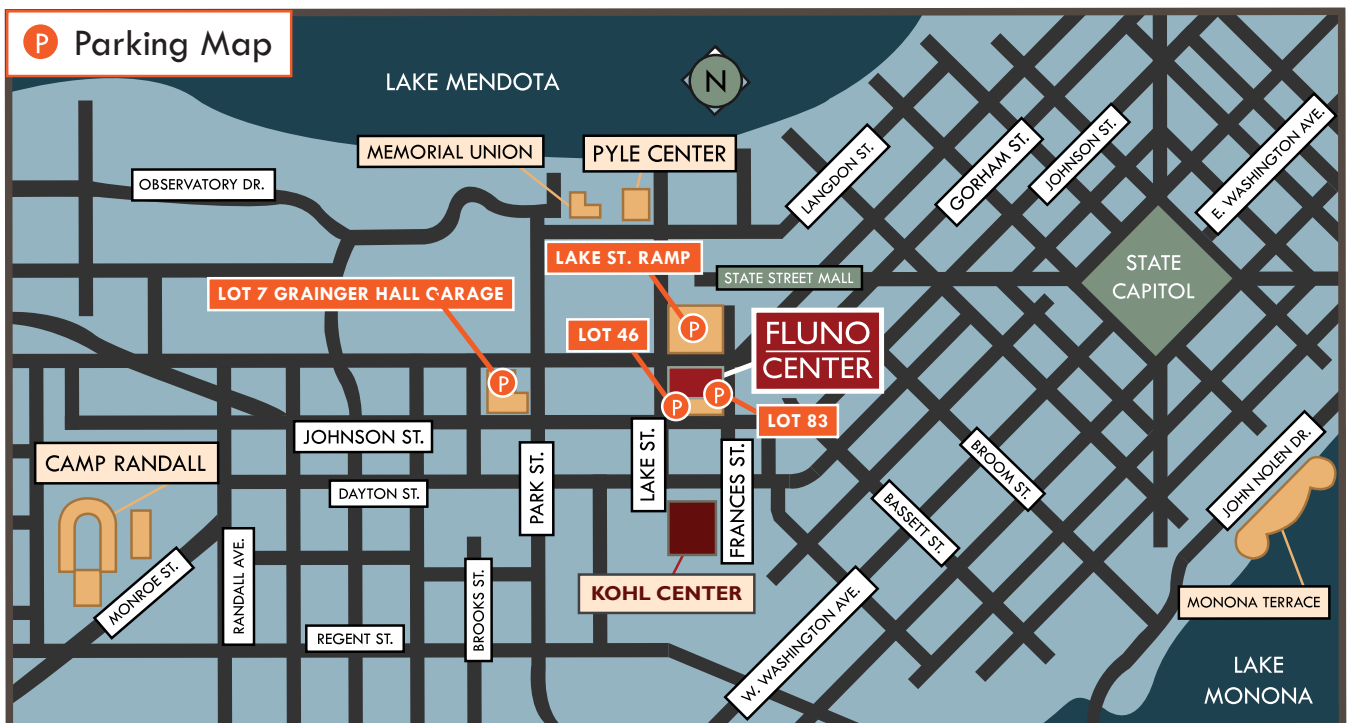 P Parking Map
LAKE MENDOTA
N
MEMORIAL UNION
PYLE CENTER
OBSERVATORY DR.
LANGDON ST.
GORHAM ST.
JOHNSON ST.
E. WASHINGTON AVE.
LAKE ST. RAMP
STATE STREET MALL
STATE
CAPITOL
LOT 7 GRAINGER HALL GARAGE
P
LOT 46
FLUNO
CENTER
P
P
P
LOT 83
JOHNSON ST.
CAMP RANDALL
DAYTON ST.
PARK ST.
LAKE ST.
FRANCES ST.
BROOM ST.
BASSETT ST.
JOHN NOLEN DR.
MONROE ST.
RANDALL AVE.
BROOKS ST.
KOHL CENTER
REGENT ST.
W. WASHINGTON AVE.
MONONA TERRACE
LAKE
MONONA